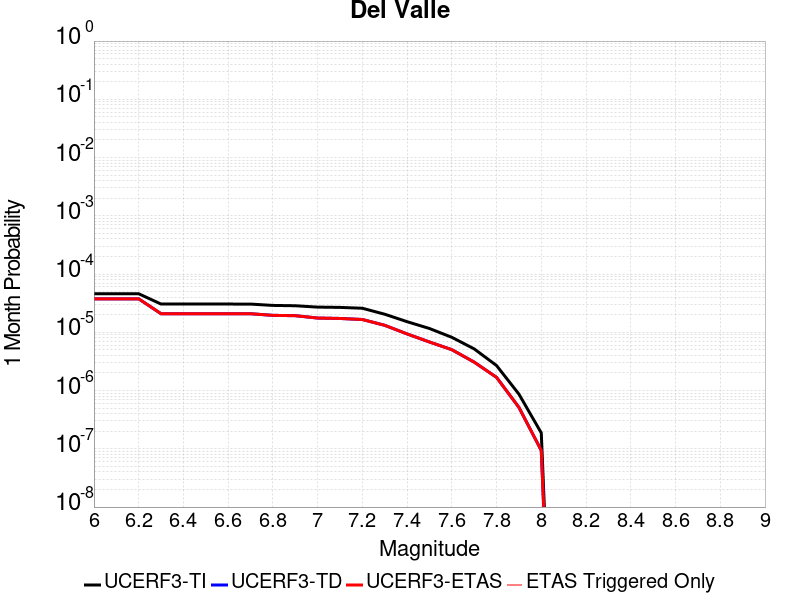 Del Valle
1 Month Probability
10^0
10^-1
10^-2
10^-3
10^-4
10^-5
10^-6
10^-7
10^-8
6 6.2 6.4 6.6 6.8 7 7.2 7.4 7.6 7.8 8 8.2 8.4 8.6 8.8 9
Magnitude
UCERF3-TI UCERF3-TD UCERF3-ETAS ETAS Triggered Only